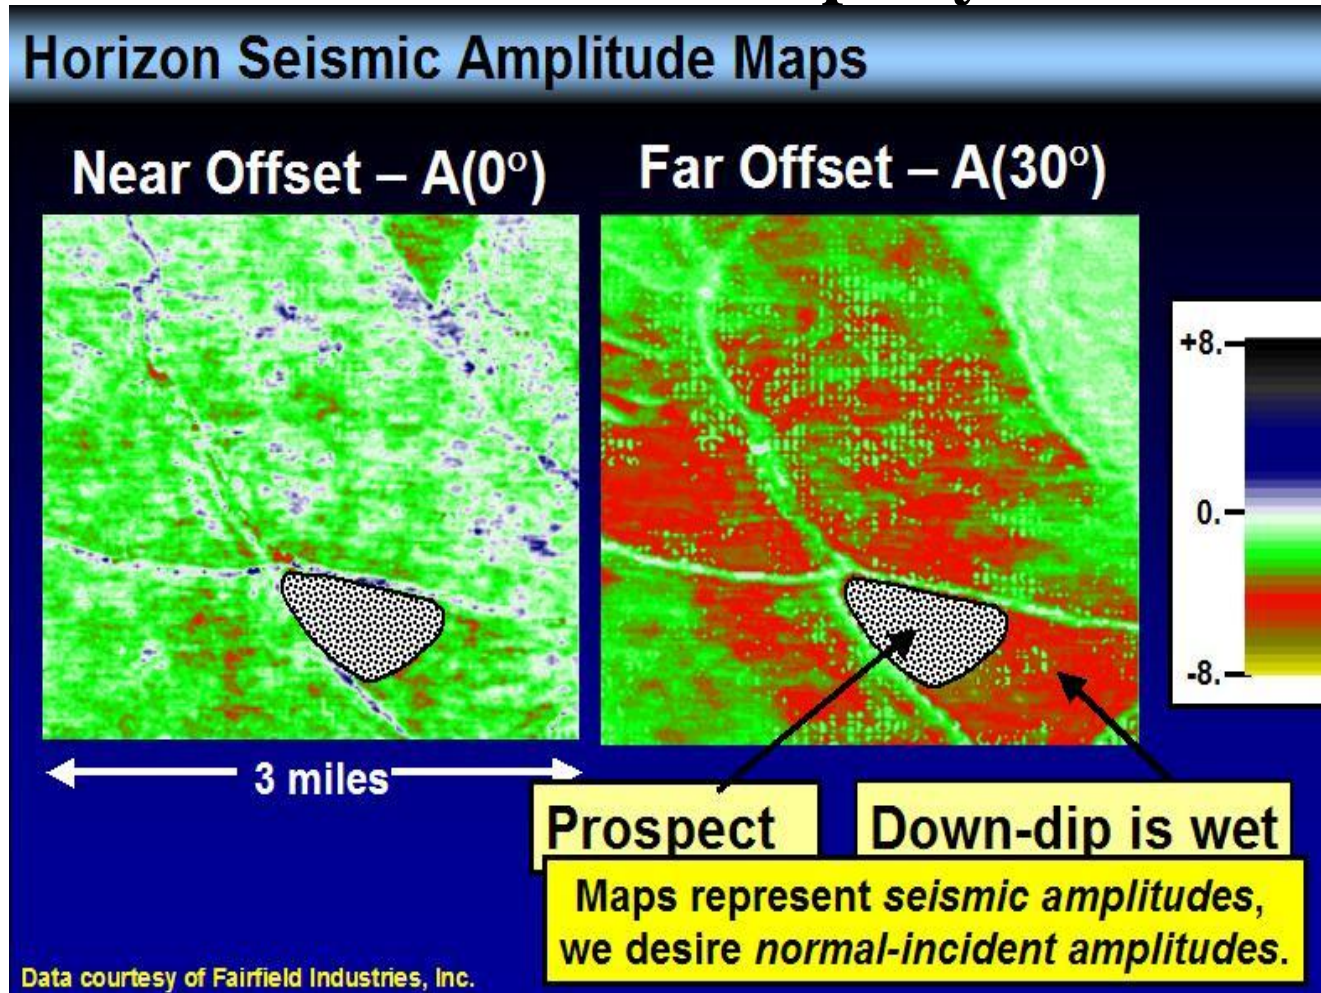 Horizon Seismic Amplitude Maps
Near Offset – A(0°)
Far Offset – A(30°)
+8.
0.
-8.
3 miles
Prospect
Down-dip is wet
Maps represent seismic amplitudes,
we desire normal-incident amplitudes.
Data courtesy of Fairfield Industries, Inc.